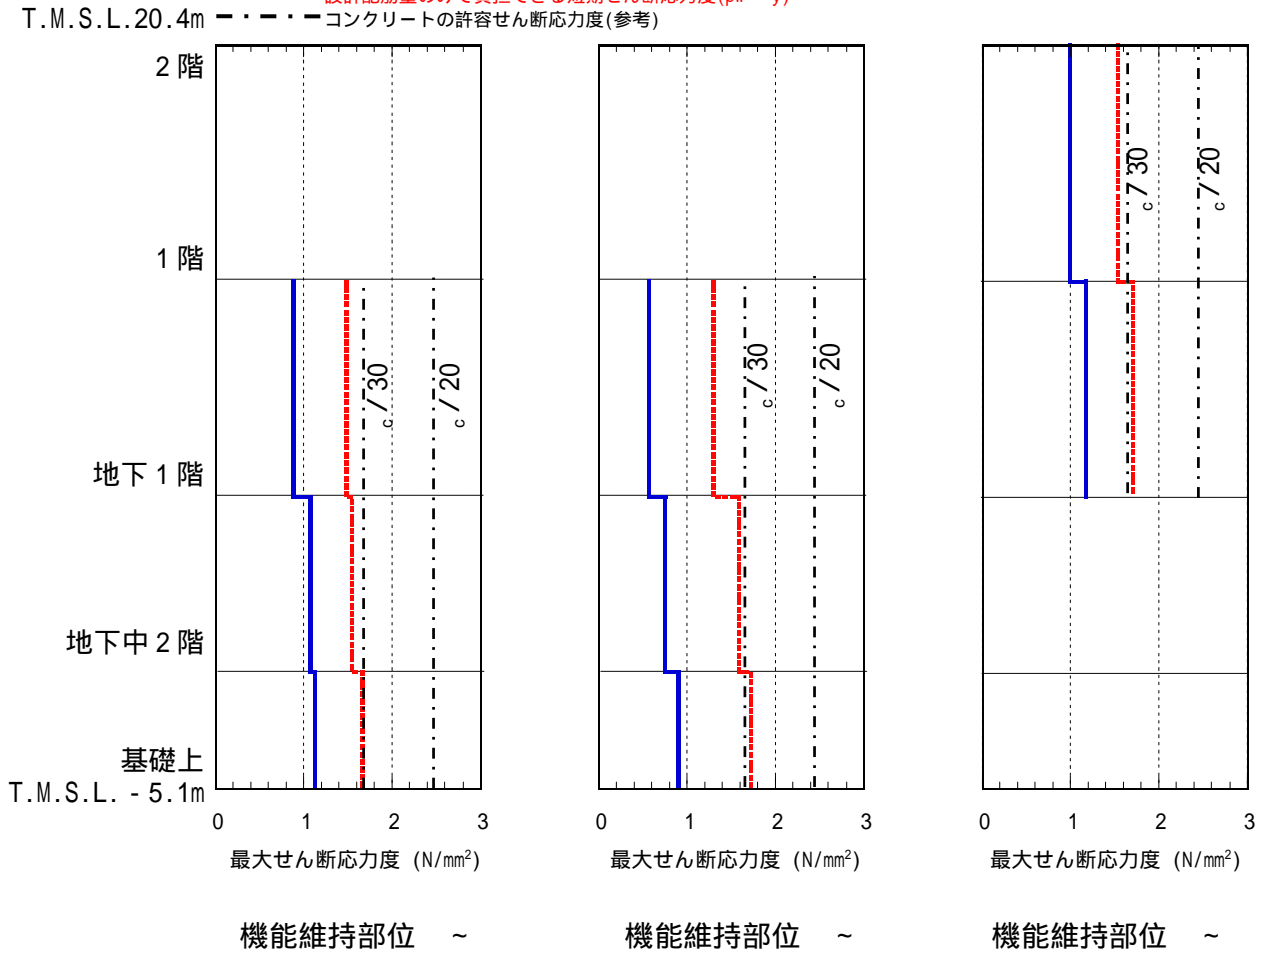 T.M.S.L.20.4m
コンクリートの許容せん断応力度(参考)
2階
1階
地下1階
地下中2階
基礎上
T.M.S.L. - 5.1m
c/30
c/20
c/30
c/20
c/30
c/20
0 1 2 3
0 1 2 3
0 1 2 3
最大せん断応力度 (N/mm²)
最大せん断応力度 (N/mm²)
最大せん断応力度 (N/mm²)
機能維持部位 ~
機能維持部位 ~
機能維持部位 ~